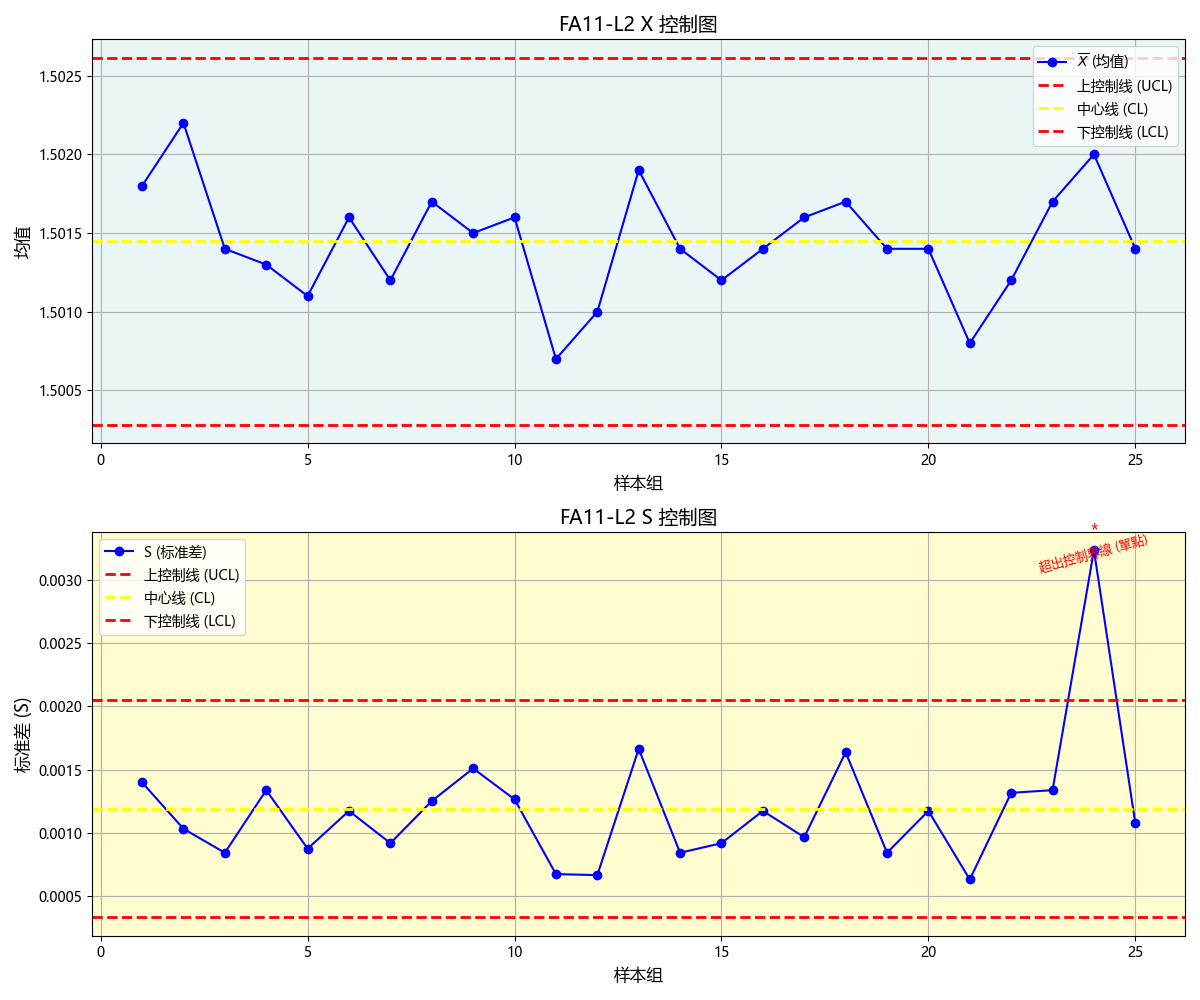 FA11-L2 X 控制图
1.5025
1.5020
1.5015
1.5010
1.5005
均值
X (均值)
上控制线 (UCL)
中心线 (CL)
下控制线 (LCL)
0 5 10 15 20 25
样本组
FA11-L2 S 控制图
*
超出控制界線 (單點)
S (标准差)
上控制线 (UCL)
中心线 (CL)
下控制线 (LCL)
0.0030
0.0025
0.0020
0.0015
0.0010
0.0005
标准差 (S)
0 5 10 15 20 25
样本组